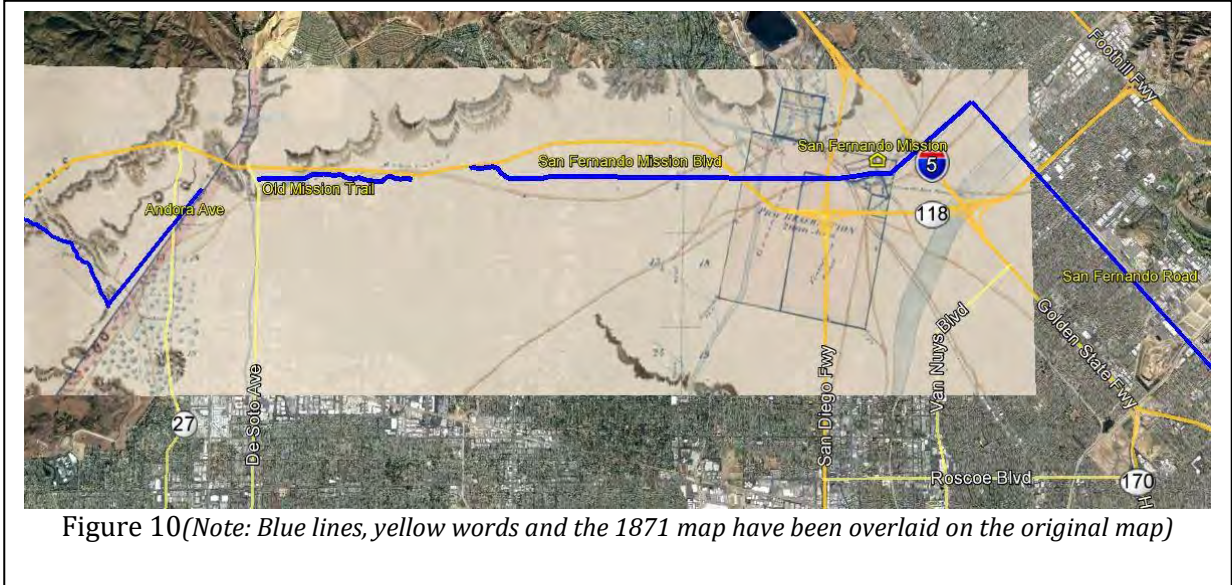 Foothill Fwy
San Fernando Mission
San Fernando Mission Blvd
5
Old Mission Trail
Andora Ave
118
PICO RESERVATION
San Fernando Road
Van Nuys Blvd
Golden State Fwy
San Diego Fwy
De Soto Ave
27
Roscoe Blvd
170
H
Figure 10(Note: Blue lines, yellow words and the 1871 map have been overlaid on the original map)